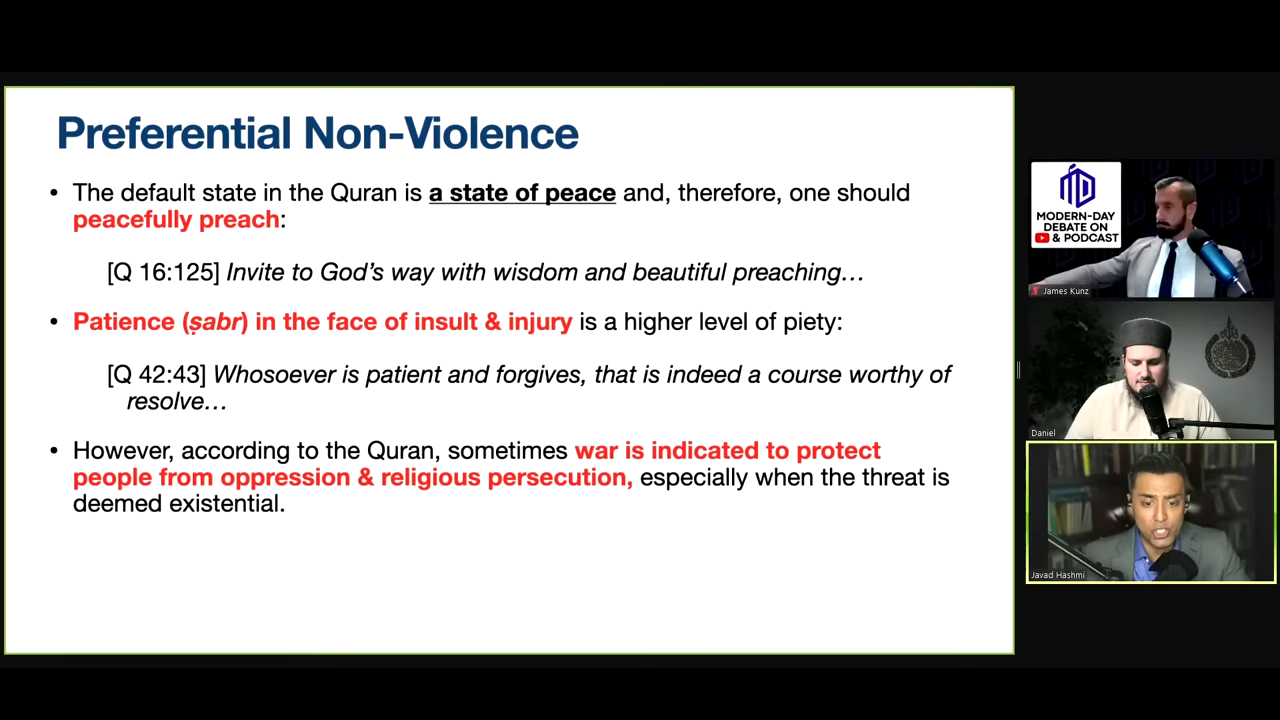 Preferential Non-Violence
• The default state in the Quran is a state of peace and, therefore, one should
peacefully preach:
[Q 16:125] Invite to God’s way with wisdom and beautiful preaching…
• Patience (ṣabr) in the face of insult & injury is a higher level of piety:
[Q 42:43] Whosoever is patient and forgives, that is indeed a course worthy of
resolve…
• However, according to the Quran, sometimes war is indicated to protect
people from oppression & religious persecution, especially when the threat is
deemed existential.
MODERN-DAY
DEBATE ON
& PODCAST
James Kunz
Daniel
Javad Hashmi